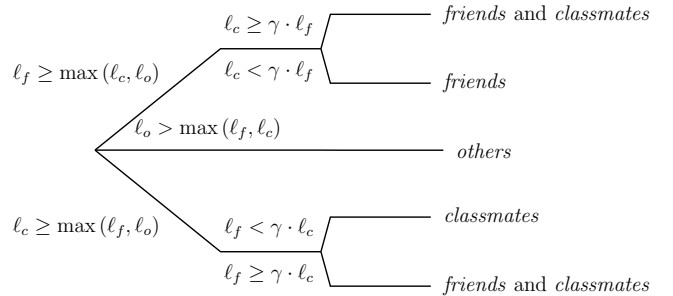 ℓ_c ≥ γ · ℓ_f
friends and classmates
ℓ_f ≥ max (ℓ_c, ℓ_o)
ℓ_c < γ · ℓ_f
friends
ℓ_o > max (ℓ_f, ℓ_c)
others
ℓ_c ≥ max (ℓ_f, ℓ_o)
ℓ_f < γ · ℓ_c
classmates
ℓ_f ≥ γ · ℓ_c
friends and classmates